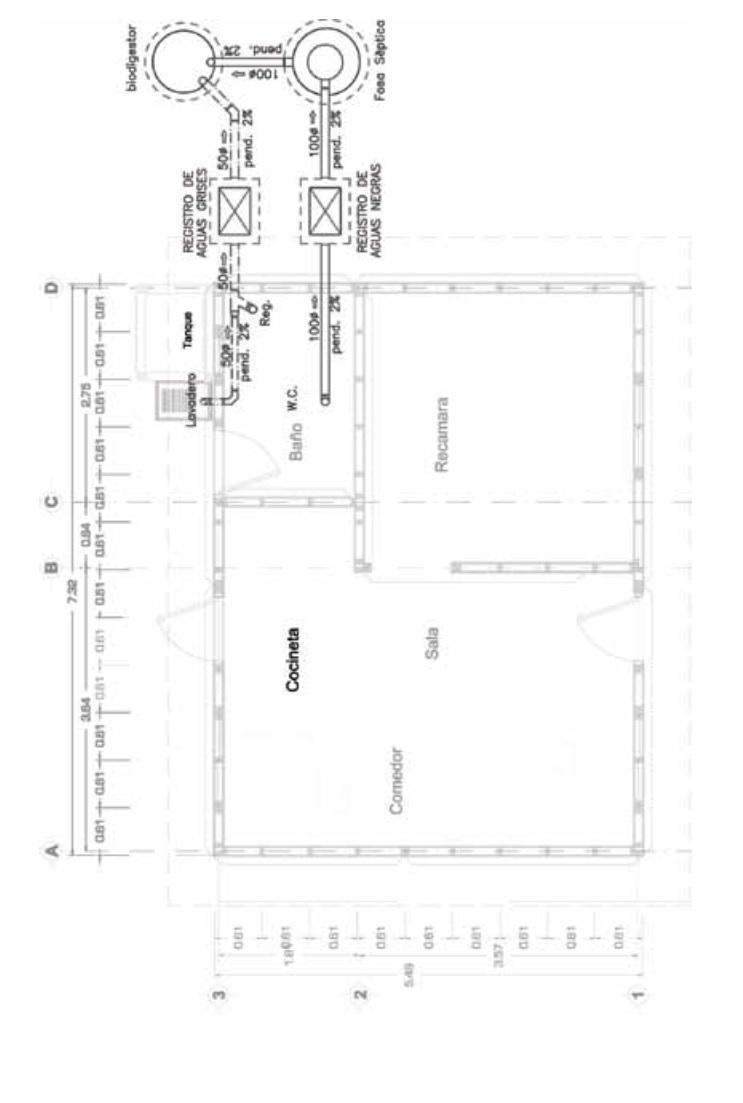 biodigestor
pend. 2%
100ø
Fosa Séptica
50ø
pend. 2%
100ø
pend. 2%
REGISTRO DE
AGUAS GRISES
REGISTRO DE
AGUAS NEGRAS
50ø
50ø
pend. 2%
Reg.
100ø
pend. 2%
Tanque
Lavadero
W.C.
Baño
Recamara
Cocineta
Sala
Comedor
D
C
B
A
7.32
2.75
0.84
3.64
0.61
0.61
0.61
0.61
0.61
0.61
0.61
0.61
0.61
0.61
0.61
0.61
3
2
1
0.61
0.61
0.61
0.61
0.61
0.61
0.61
0.61
0.61
3.57
5.49